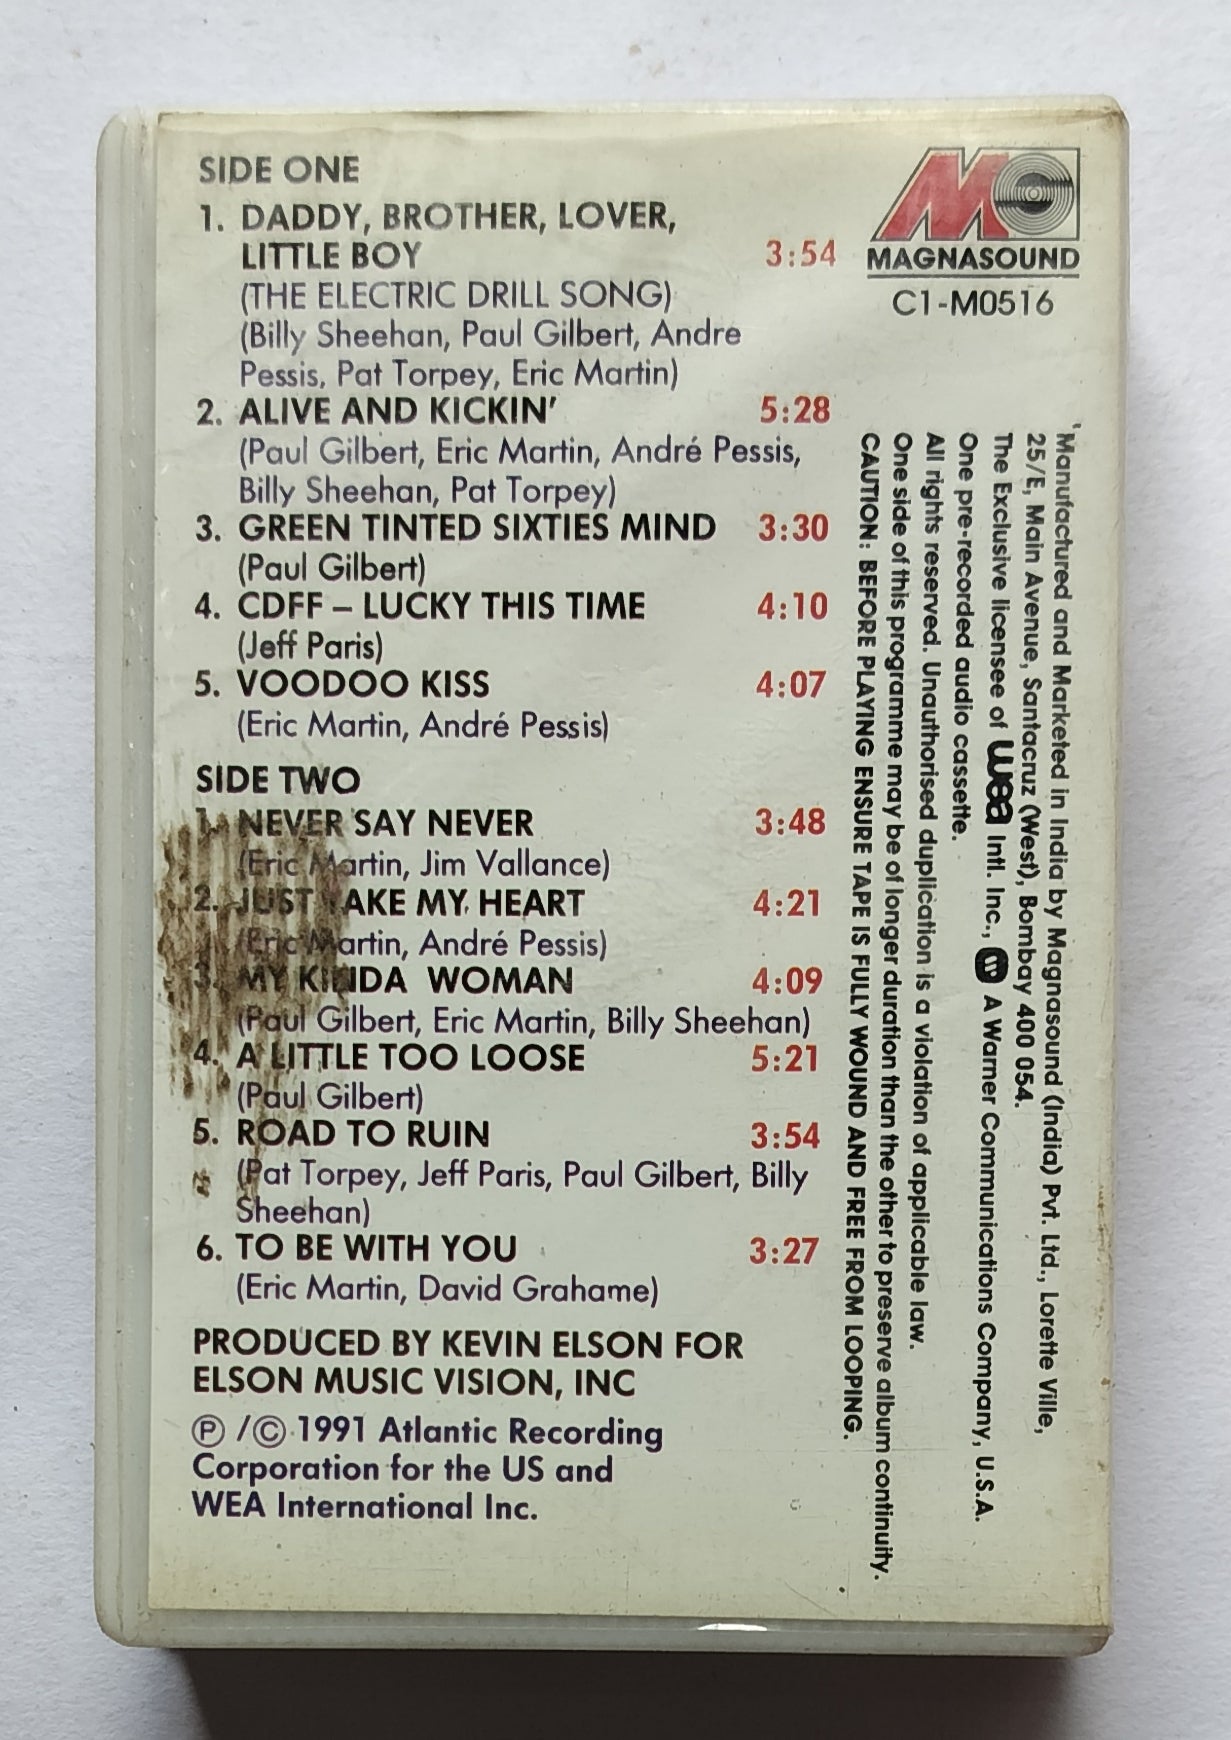 SIDE ONE
1. DADDY, BROTHER, LOVER,
LITTLE BOY 3:54
(THE ELECTRIC DRILL SONG)
(Billy Sheehan, Paul Gilbert, Andre
Pessis, Pat Torpey, Eric Martin)
2. ALIVE AND KICKIN' 5:28
(Paul Gilbert, Eric Martin, André Pessis,
Billy Sheehan, Pat Torpey)
3. GREEN TINTED SIXTIES MIND 3:30
(Paul Gilbert)
4. CDFF – LUCKY THIS TIME 4:10
(Jeff Paris)
5. VOODOO KISS 4:07
(Eric Martin, André Pessis)
SIDE TWO
1. NEVER SAY NEVER 3:48
(Eric Martin, Jim Vallance)
2. JUST TAKE MY HEART 4:21
(Eric Martin, André Pessis)
3. MY KINDA WOMAN 4:09
(Paul Gilbert, Eric Martin, Billy Sheehan)
4. A LITTLE TOO LOOSE 5:21
(Paul Gilbert)
5. ROAD TO RUIN 3:54
(Pat Torpey, Jeff Paris, Paul Gilbert, Billy
Sheehan)
6. TO BE WITH YOU 3:27
(Eric Martin, David Grahame)
PRODUCED BY KEVIN ELSON FOR
ELSON MUSIC VISION, INC
Ⓟ/© 1991 Atlantic Recording
Corporation for the US and
WEA International Inc.
MAGNASOUND
C1-M0516
'Manufactured and Marketed in India by Magnasound (India) Pvt. Ltd., Lorette Ville,
25/E, Main Avenue, Santacruz (West), Bombay 400 054.
The Exclusive licensee of wea Intl. Inc., A Warner Communications Company, U.S.A.
One pre-recorded audio cassette.
All rights reserved. Unauthorised duplication is a violation of applicable law.
One side of this programme may be of longer duration than the other to preserve album continuity.
CAUTION: BEFORE PLAYING ENSURE TAPE IS FULLY WOUND AND FREE FROM LOOPING.